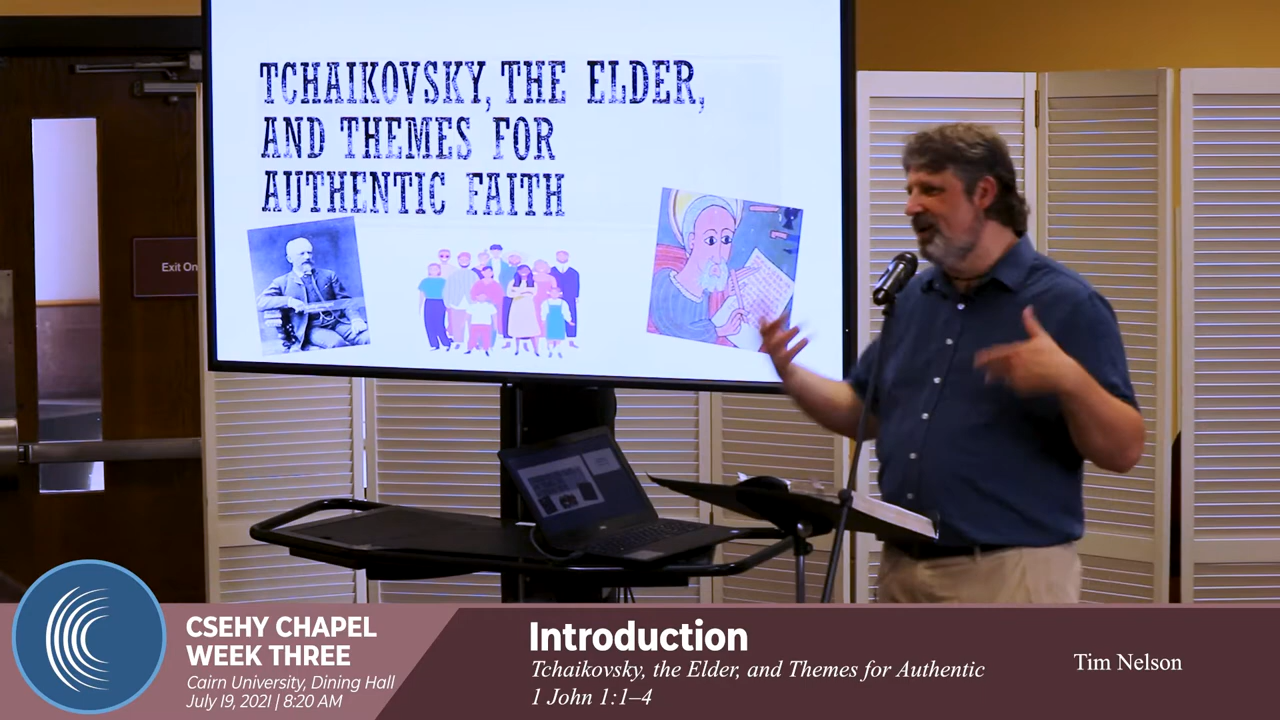 TCHAIKOVSKY, THE ELDER,
AND THEMES FOR
AUTHENTIC FAITH
Exit On
CSEHY CHAPEL
WEEK THREE
Cairn University, Dining Hall
July 19, 2021 | 8:20 AM
Introduction
Tchaikovsky, the Elder, and Themes for Authentic
1 John 1:1–4
Tim Nelson